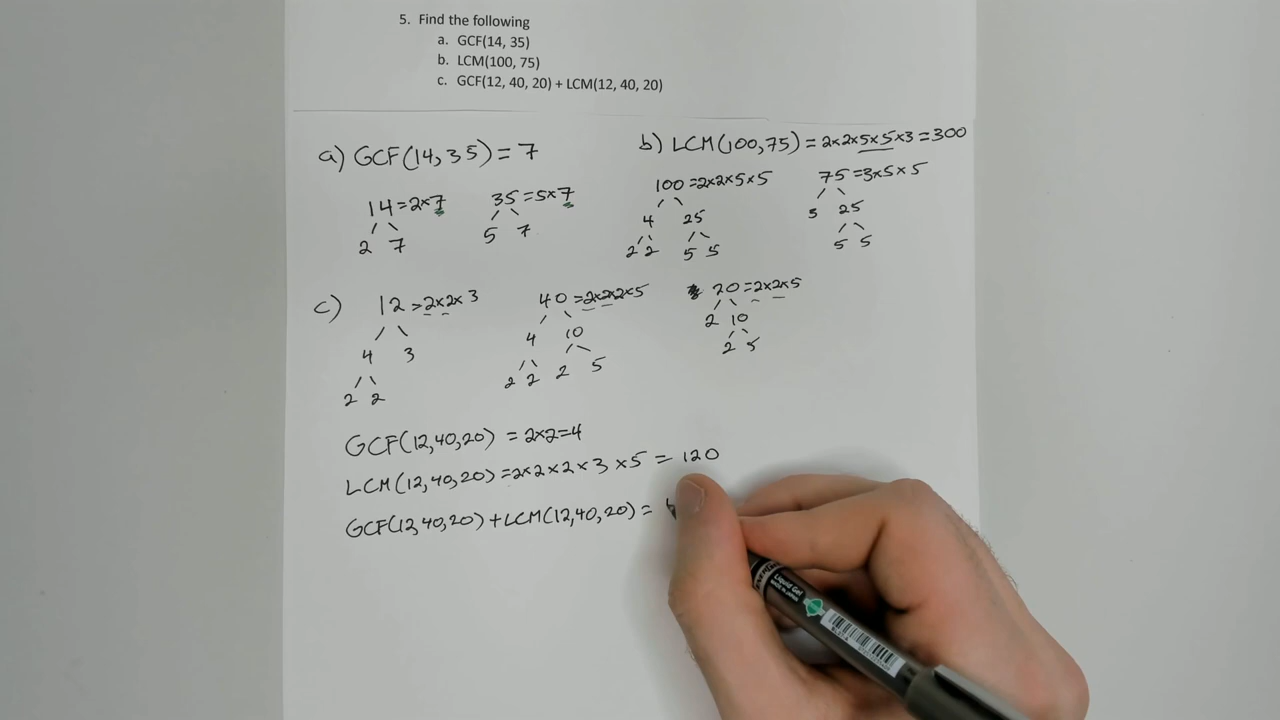 5. Find the following
a. GCF(14, 35)
b. LCM(100, 75)
c. GCF(12, 40, 20) + LCM(12, 40, 20)
a) GCF(14,35) = 7
14 = 2×7
2 7
35 = 5×7
5 7
b) LCM(100,75) = 2×2×5×5×3 = 300
100 = 2×2×5×5
4 25
2 2 5 5
75 = 3×5×5
3 25
5 5
c) 12 = 2×2×3
4 3
2 2
40 = 2×2×2×5
4 10
2 2 2 5
20 = 2×2×5
2 10
2 5
GCF(12,40,20) = 2×2=4
LCM(12,40,20) = 2×2×2×3×5 = 120
GCF(12,40,20) + LCM(12,40,20) =
Liquid Gel